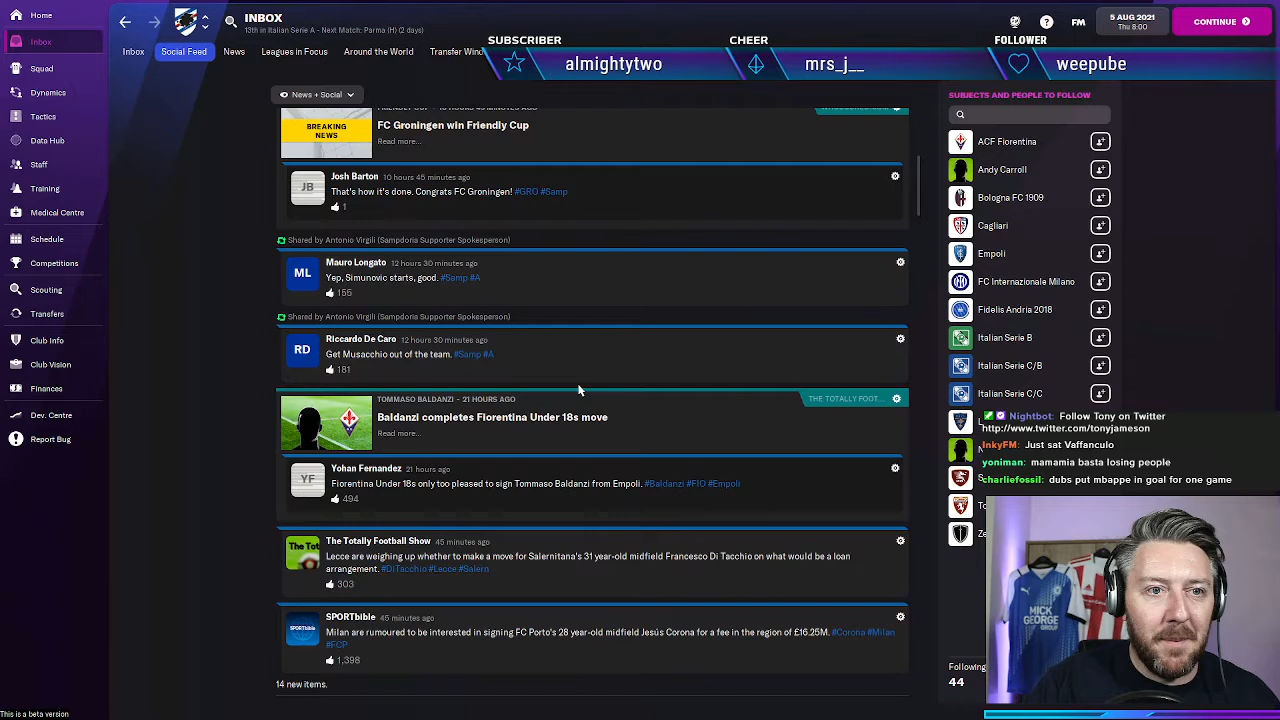 Home
Inbox
Squad
Dynamics
Tactics
Data Hub
Staff
Training
Medical Centre
Schedule
Competitions
Scouting
Transfers
Club Info
Club Vision
Finances
Dev. Centre
Report Bug
This is a beta version
INBOX
13th in Italian Serie A - Next Match: Parma (H) (2 days)
FM
5 AUG 2021
Thu 8:00
CONTINUE
Inbox
Social Feed
News
Leagues in Focus
Around the World
Transfer Wind
SUBSCRIBER
almightytwo
CHEER
mrs_j__
FOLLOWER
weepube
News + Social
BREAKING
NEWS
FC Groningen win Friendly Cup
Read more...
JB
Josh Barton 10 hours 45 minutes ago
That's how it's done. Congrats FC Groningen! #GRO #Samp
1
Shared by Antonio Virgili (Sampdoria Supporter Spokesperson)
ML
Mauro Longato 12 hours 30 minutes ago
Yep, Simunovic starts, good. #Samp #A
155
Shared by Antonio Virgili (Sampdoria Supporter Spokesperson)
RD
Riccardo De Caro 12 hours 30 minutes ago
Get Musacchio out of the team. #Samp #A
181
TOMMASO BALDANZI - 21 HOURS AGO
THE TOTALLY FOOT...
Baldanzi completes Fiorentina Under 18s move
Read more...
YF
Yohan Fernandez 21 hours ago
Fiorentina Under 18s only too pleased to sign Tommaso Baldanzi from Empoli. #Baldanzi #FIO #Empoli
494
The Tot
The Totally Football Show 45 minutes ago
Lecce are weighing up whether to make a move for Salernitana's 31 year-old midfield Francesco Di Tacchio on what would be a loan
arrangement. #DiTacchio #Lecce #Salern
303
SPORTbible
SPORTbible 45 minutes ago
Milan are rumoured to be interested in signing FC Porto's 28 year-old midfield Jesús Corona for a fee in the region of £16.25M. #Corona #Milan
#FCP
1,398
14 new items.
SUBJECTS AND PEOPLE TO FOLLOW
ACF Fiorentina
Andy Carroll
Bologna FC 1909
Cagliari
Empoli
FC Internazionale Milano
Fidelis Andria 2018
Italian Serie B
Italian Serie C/B
Italian Serie C/C
Nightbot: Follow Tony on Twitter
http://www.twitter.com/tonyjameson
InkyFM: Just sat Vaffanculo
yoniman: mamamia basta losing people
charliefossil: dubs put mbappe in goal for one game
Following
44
MICK
GEORGE
GROUP